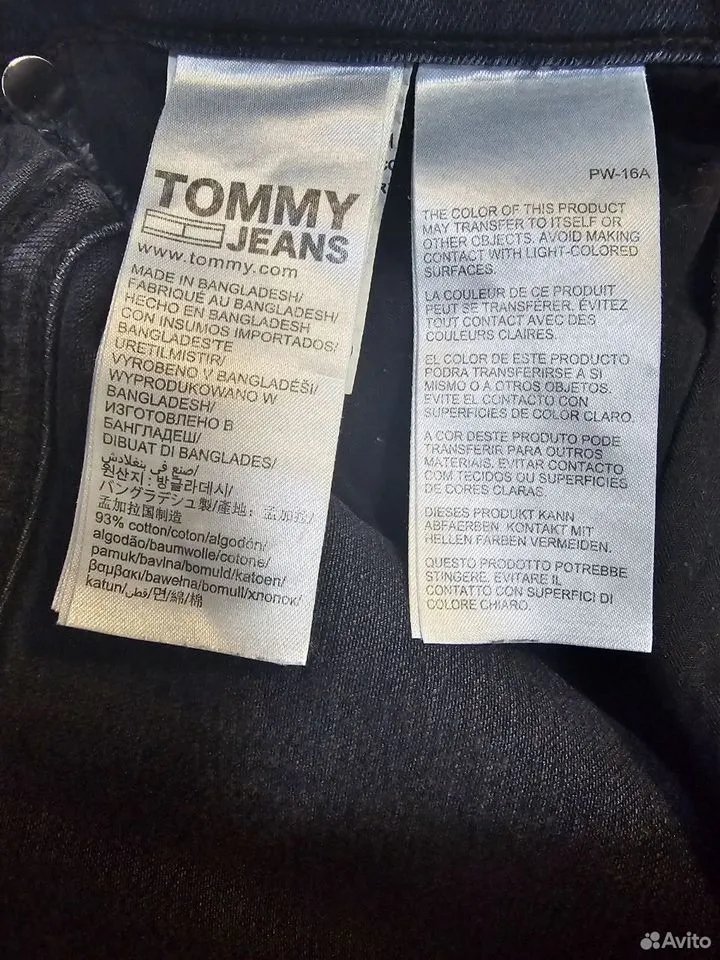 TOMMY
JEANS
www.tommy.com
MADE IN BANGLADESH/
FABRIQUÉ AU BANGLADESH/
HECHO EN BANGLADESH
CON INSUMOS IMPORTADOS/
BANGLADEŞ'TE
ÜRETİLMİŞTİR/
VYROBENO V BANGLADÉŠI/
WYPRODUKOWANO W
BANGLADESH/
ИЗГОТОВЛЕНО В
БАНГЛАДЕШ/
DIBUAT DI BANGLADES/
صنع في بنغلادش/
원산지 : 방글라데시/
バングラデシュ製/產地：孟加拉/
孟加拉国制造
93% cotton/coton/algodón/
algodão/baumwolle/cotone/
pamuk/bavlna/bomuld/katoen/
βαμβακι/bawełna/bomull/хлопок/
katun/قطن/면/綿/棉
PW-16A
THE COLOR OF THIS PRODUCT
MAY TRANSFER TO ITSELF OR
OTHER OBJECTS. AVOID MAKING
CONTACT WITH LIGHT-COLORED
SURFACES.
LA COULEUR DE CE PRODUIT
PEUT SE TRANSFÉRER. ÉVITEZ
TOUT CONTACT AVEC DES
COULEURS CLAIRES.
EL COLOR DE ESTE PRODUCTO
PODRA TRANSFERIRSE A SI
MISMO O A OTROS OBJETOS.
EVITE EL CONTACTO CON
SUPERFICIES DE COLOR CLARO.
A COR DESTE PRODUTO PODE
TRANSFERIR PARA OUTROS
MATERIAIS. EVITAR CONTACTO
COM TECIDOS OU SUPERFICIES
DE CORES CLARAS.
DIESES PRODUKT KANN
ABFAERBEN. KONTAKT MIT
HELLEN FARBEN VERMEIDEN.
QUESTO PRODOTTO POTREBBE
STINGERE. EVITARE IL
CONTATTO CON SUPERFICI DI
COLORE CHIARO.
Avito